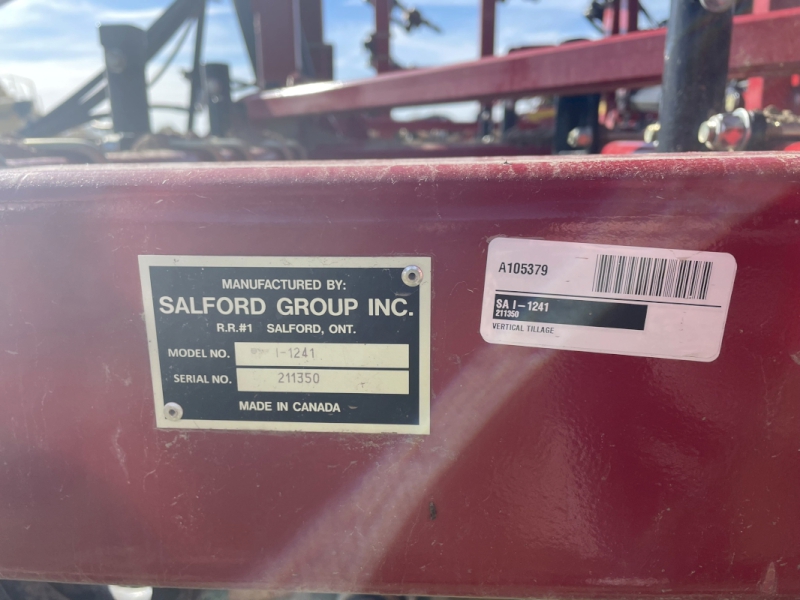 MANUFACTURED BY:
SALFORD GROUP INC.
R.R.#1 SALFORD, ONT.
MODEL NO. I-1241
SERIAL NO. 211350
MADE IN CANADA
A105379
SA I-1241
211350
VERTICAL TILLAGE